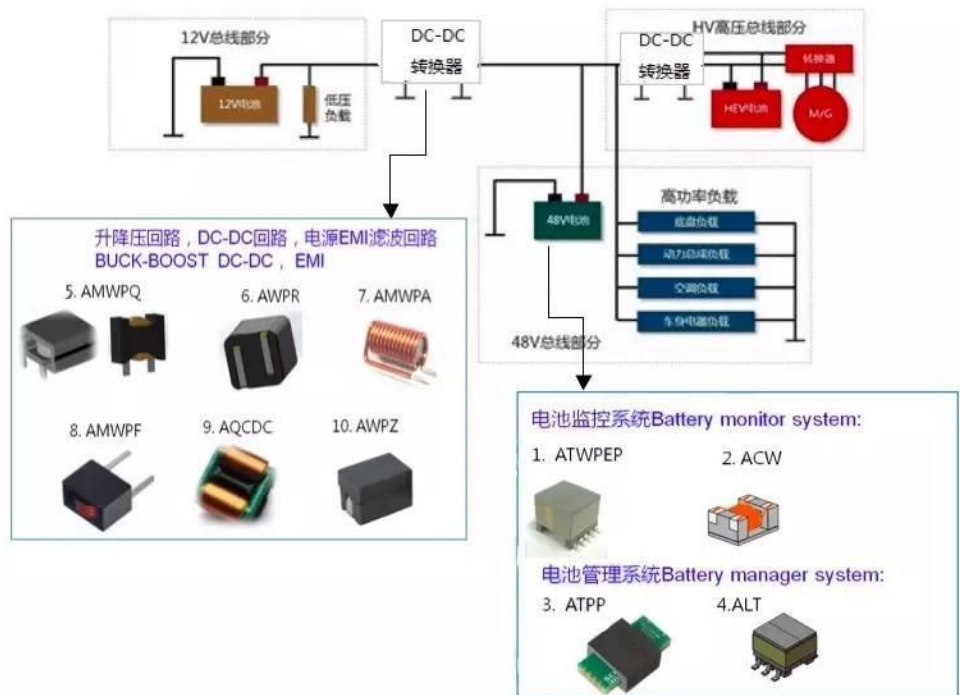 12V总线部分
DC-DC
转换器
HV高压总线部分
DC-DC
转换器
转换器
12V电池
低压
负载
HEV电池
M/G
48V电池
高功率负载
底盘负载
动力总成负载
空调负载
车身电器负载
48V总线部分
升降压回路,DC-DC回路,电源EMI滤波回路
BUCK-BOOST DC-DC, EMI
5. AMWPQ
6. AWPR
7. AMWPA
8. AMWPF
9. AQCDC
10. AWPZ
电池监控系统Battery monitor system:
1. ATWPEP
2. ACW
电池管理系统Battery manager system:
3. ATPP
4.ALT